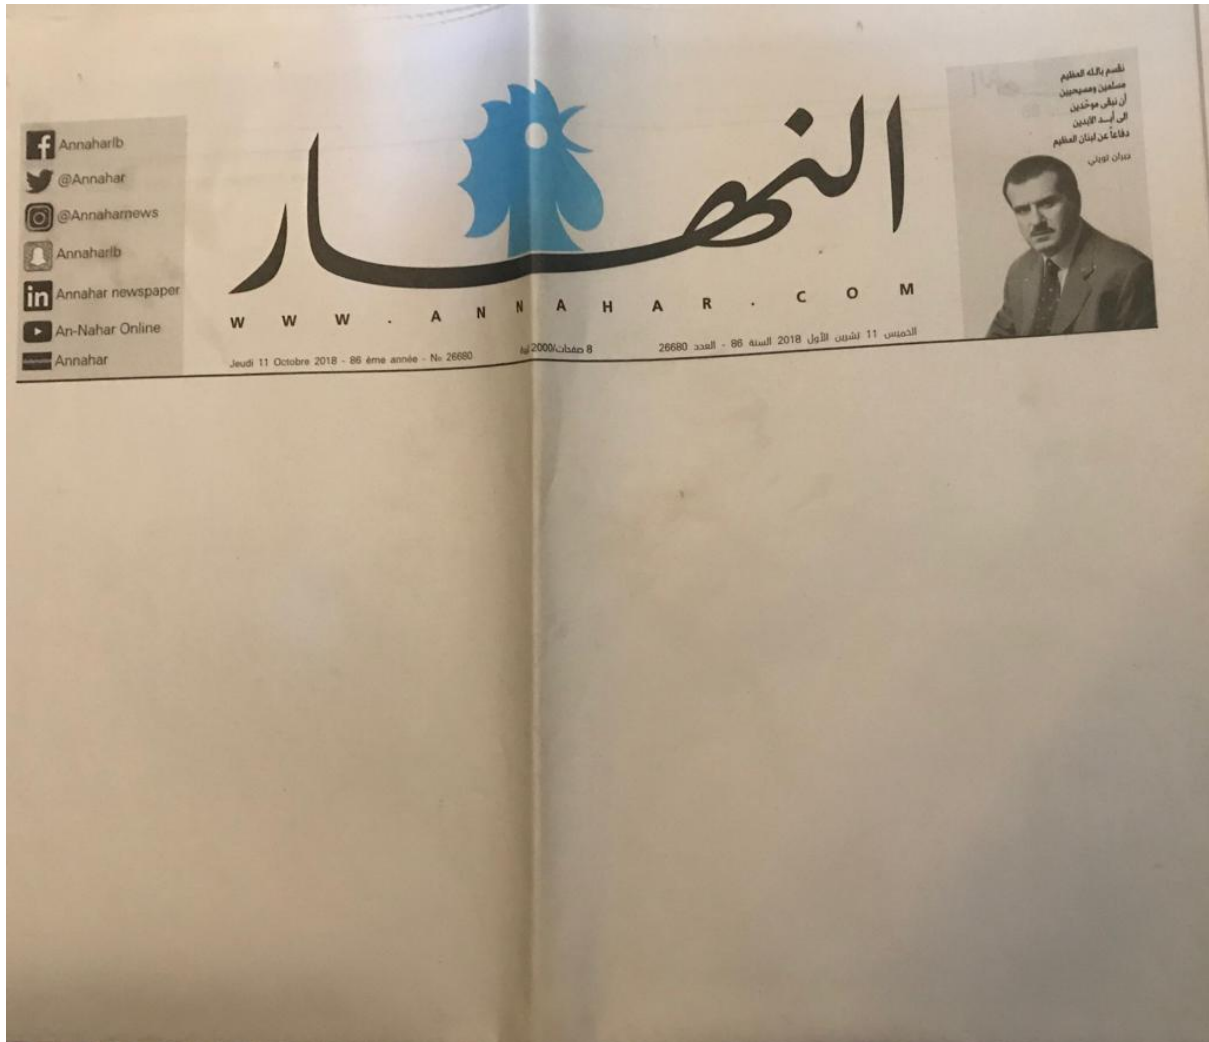 Annaharlb
@Annahar
@Annaharnews
Annaharlb
in Annahar newspaper
An-Nahar Online
Annahar
النهار
WWW.ANNAHAR.COM
Jeudi 11 Octobre 2018 - 86 ème année - No 26680
8 صفحات/2000 ليرة
الخميس 11 تشرين الأول 2018 السنة 86 - العدد 26680
نقسم بالله العظيم
مسلمين ومسيحيين
أن نبقى موحّدين
الى أبد الآبدين
دفاعاً عن لبنان العظيم
جبران تويني